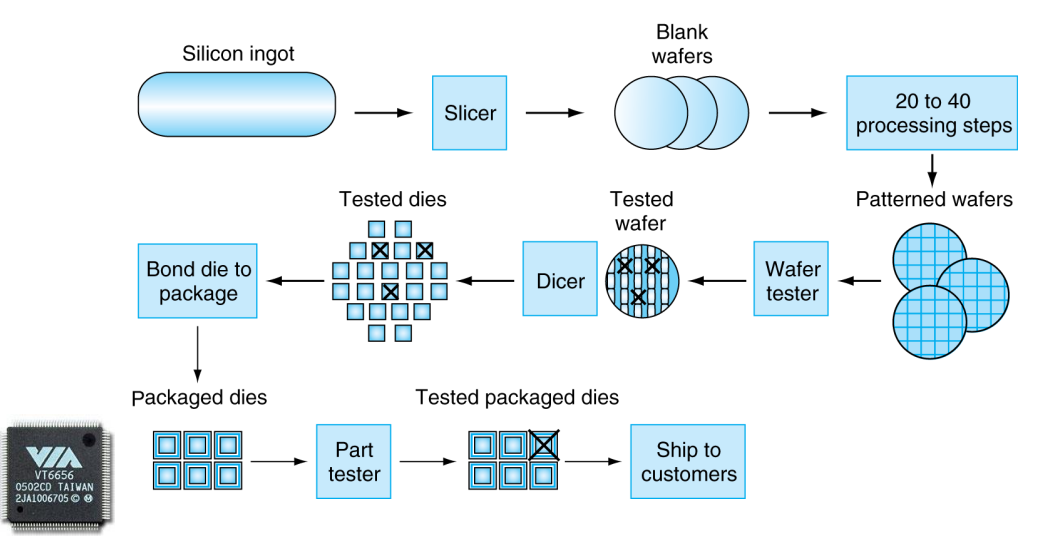 Silicon ingot
Slicer
Blank
wafers
20 to 40
processing steps
Patterned wafers
Wafer
tester
Tested
wafer
Dicer
Tested dies
Bond die to
package
Packaged dies
Part
tester
Tested packaged dies
Ship to
customers
VIA
VT6656
0502CD TAIWAN
2JA1006705 © Ⓜ